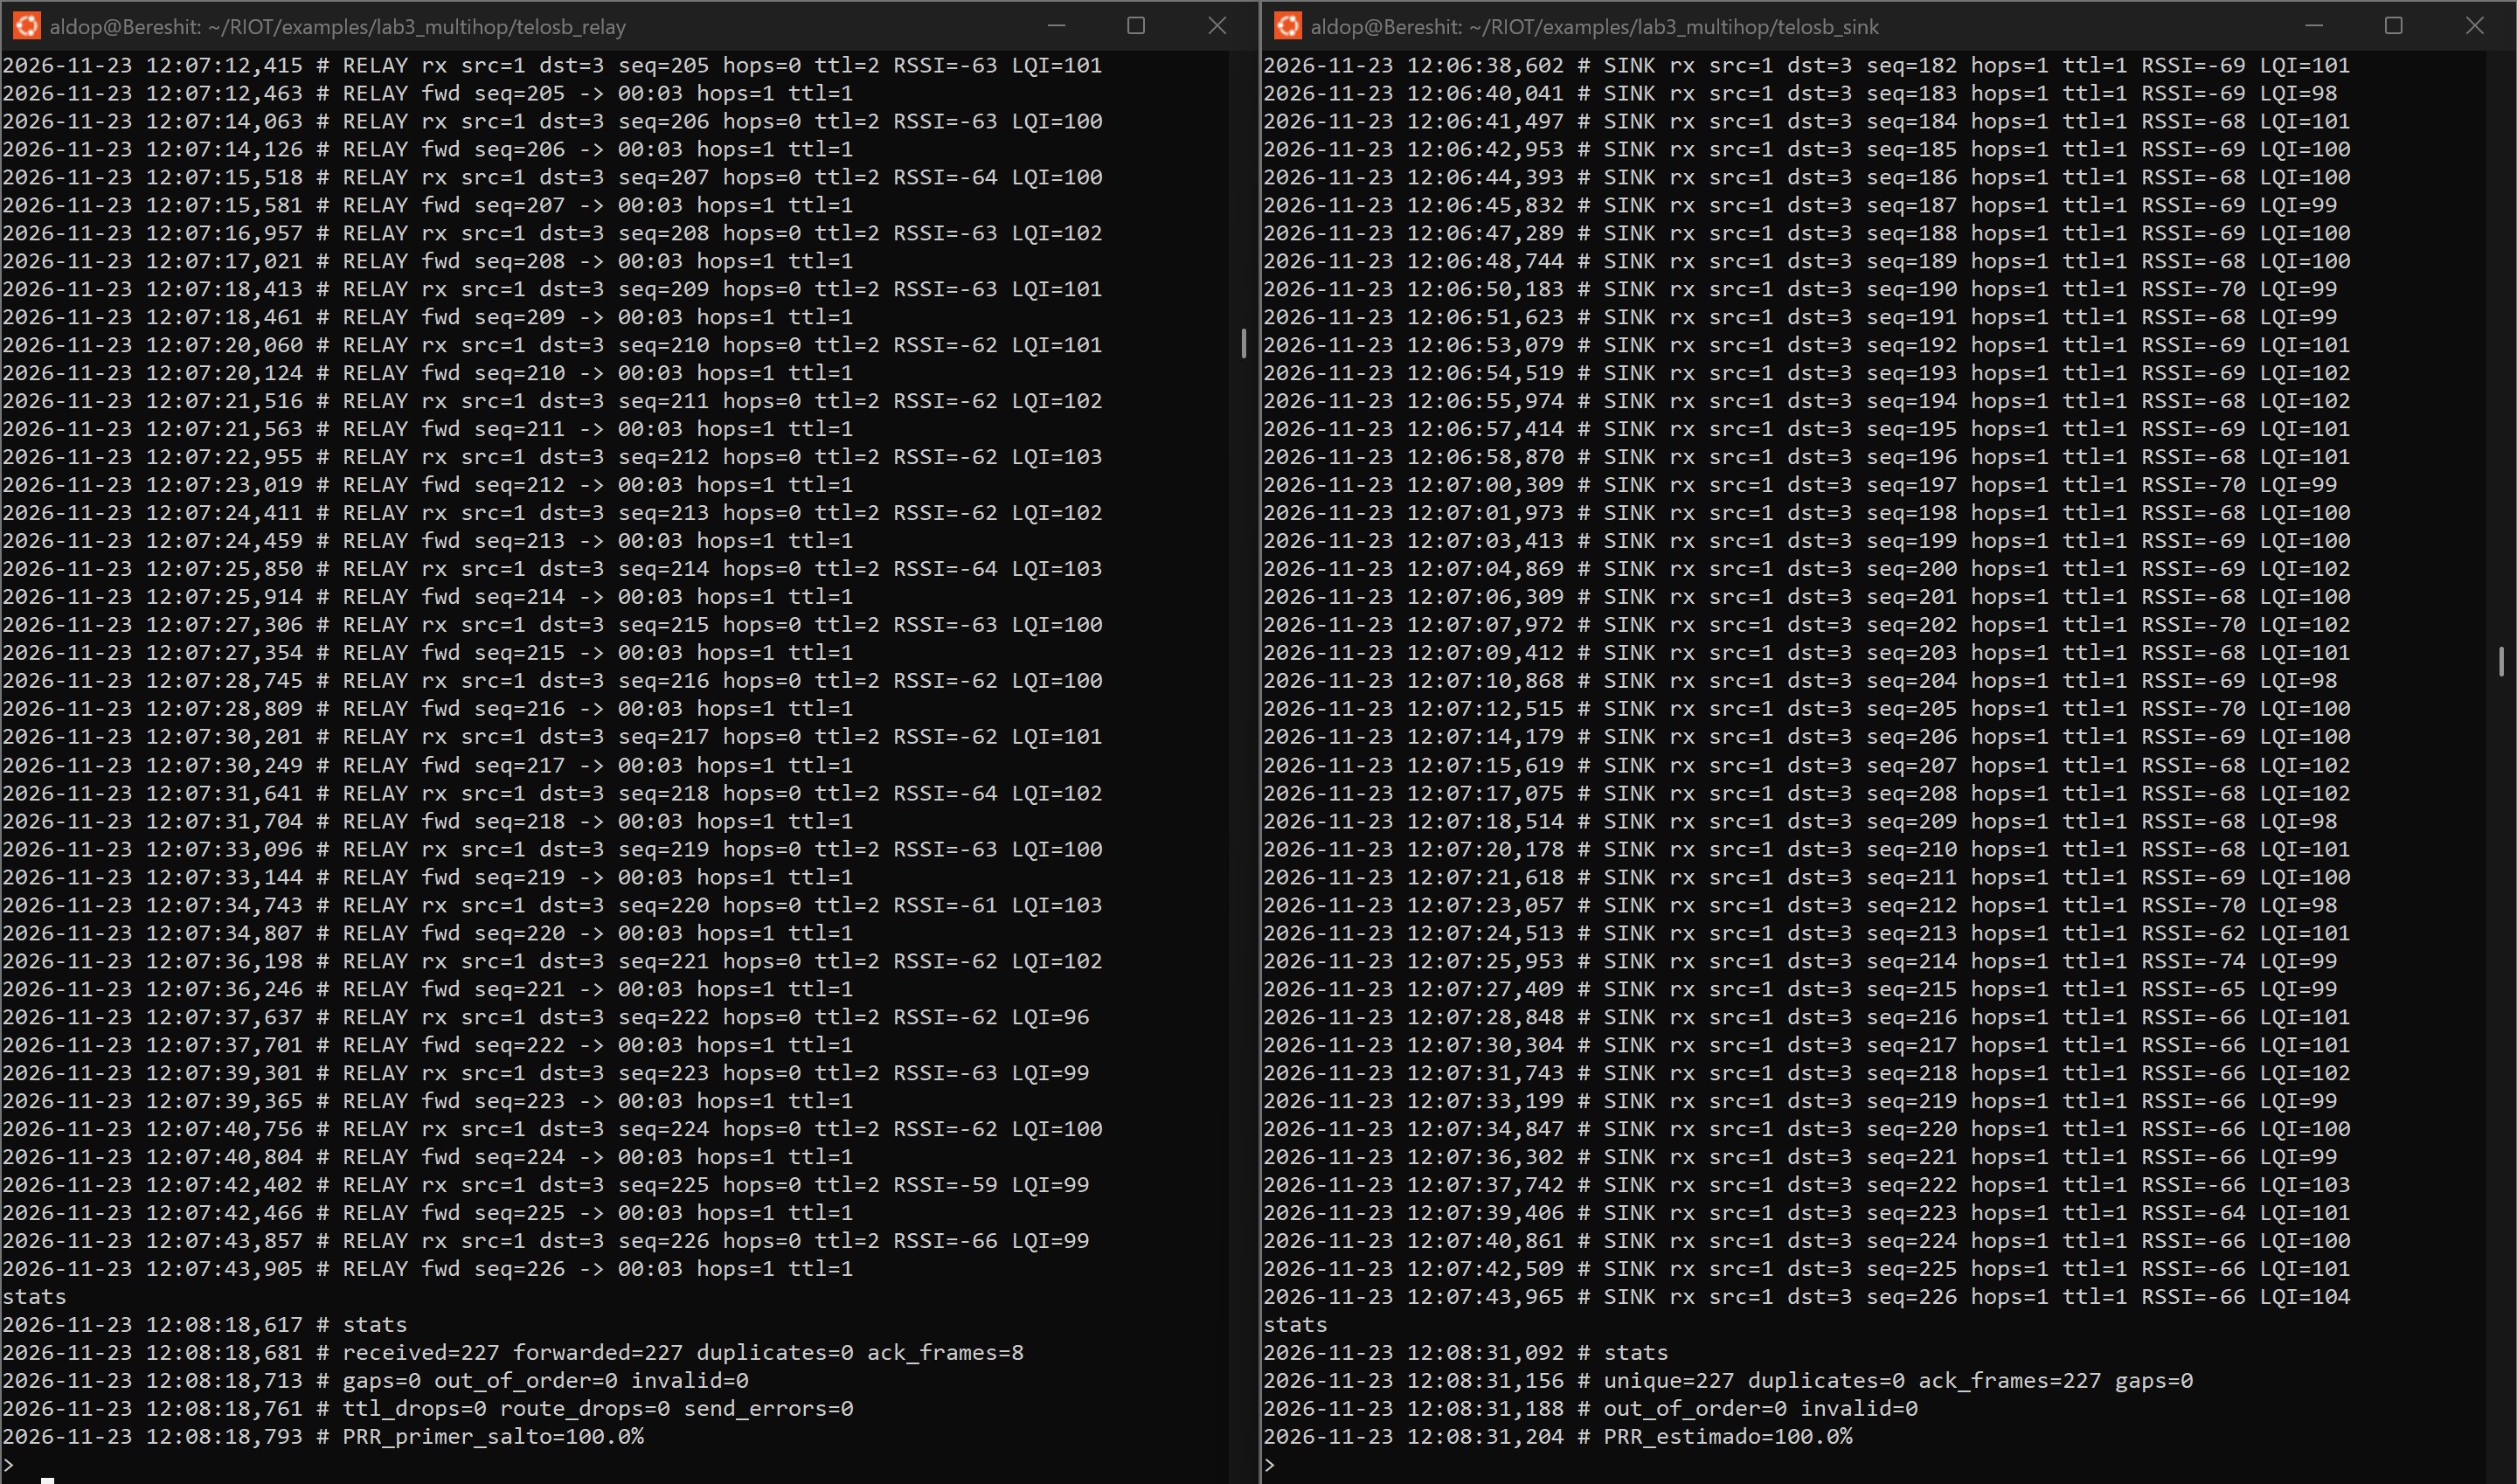 aldop@Bereshit: ~/RIOT/examples/lab3_multihop/telosb_relay
2026-11-23 12:07:12,415 # RELAY rx src=1 dst=3 seq=205 hops=0 ttl=2 RSSI=-63 LQI=101
2026-11-23 12:07:12,463 # RELAY fwd seq=205 -> 00:03 hops=1 ttl=1
2026-11-23 12:07:14,063 # RELAY rx src=1 dst=3 seq=206 hops=0 ttl=2 RSSI=-63 LQI=100
2026-11-23 12:07:14,126 # RELAY fwd seq=206 -> 00:03 hops=1 ttl=1
2026-11-23 12:07:15,518 # RELAY rx src=1 dst=3 seq=207 hops=0 ttl=2 RSSI=-64 LQI=100
2026-11-23 12:07:15,581 # RELAY fwd seq=207 -> 00:03 hops=1 ttl=1
2026-11-23 12:07:16,957 # RELAY rx src=1 dst=3 seq=208 hops=0 ttl=2 RSSI=-63 LQI=102
2026-11-23 12:07:17,021 # RELAY fwd seq=208 -> 00:03 hops=1 ttl=1
2026-11-23 12:07:18,413 # RELAY rx src=1 dst=3 seq=209 hops=0 ttl=2 RSSI=-63 LQI=101
2026-11-23 12:07:18,461 # RELAY fwd seq=209 -> 00:03 hops=1 ttl=1
2026-11-23 12:07:20,060 # RELAY rx src=1 dst=3 seq=210 hops=0 ttl=2 RSSI=-62 LQI=101
2026-11-23 12:07:20,124 # RELAY fwd seq=210 -> 00:03 hops=1 ttl=1
2026-11-23 12:07:21,516 # RELAY rx src=1 dst=3 seq=211 hops=0 ttl=2 RSSI=-62 LQI=102
2026-11-23 12:07:21,563 # RELAY fwd seq=211 -> 00:03 hops=1 ttl=1
2026-11-23 12:07:22,955 # RELAY rx src=1 dst=3 seq=212 hops=0 ttl=2 RSSI=-62 LQI=103
2026-11-23 12:07:23,019 # RELAY fwd seq=212 -> 00:03 hops=1 ttl=1
2026-11-23 12:07:24,411 # RELAY rx src=1 dst=3 seq=213 hops=0 ttl=2 RSSI=-62 LQI=102
2026-11-23 12:07:24,459 # RELAY fwd seq=213 -> 00:03 hops=1 ttl=1
2026-11-23 12:07:25,850 # RELAY rx src=1 dst=3 seq=214 hops=0 ttl=2 RSSI=-64 LQI=103
2026-11-23 12:07:25,914 # RELAY fwd seq=214 -> 00:03 hops=1 ttl=1
2026-11-23 12:07:27,306 # RELAY rx src=1 dst=3 seq=215 hops=0 ttl=2 RSSI=-63 LQI=100
2026-11-23 12:07:27,354 # RELAY fwd seq=215 -> 00:03 hops=1 ttl=1
2026-11-23 12:07:28,745 # RELAY rx src=1 dst=3 seq=216 hops=0 ttl=2 RSSI=-62 LQI=100
2026-11-23 12:07:28,809 # RELAY fwd seq=216 -> 00:03 hops=1 ttl=1
2026-11-23 12:07:30,201 # RELAY rx src=1 dst=3 seq=217 hops=0 ttl=2 RSSI=-62 LQI=101
2026-11-23 12:07:30,249 # RELAY fwd seq=217 -> 00:03 hops=1 ttl=1
2026-11-23 12:07:31,641 # RELAY rx src=1 dst=3 seq=218 hops=0 ttl=2 RSSI=-64 LQI=102
2026-11-23 12:07:31,704 # RELAY fwd seq=218 -> 00:03 hops=1 ttl=1
2026-11-23 12:07:33,096 # RELAY rx src=1 dst=3 seq=219 hops=0 ttl=2 RSSI=-63 LQI=100
2026-11-23 12:07:33,144 # RELAY fwd seq=219 -> 00:03 hops=1 ttl=1
2026-11-23 12:07:34,743 # RELAY rx src=1 dst=3 seq=220 hops=0 ttl=2 RSSI=-61 LQI=103
2026-11-23 12:07:34,807 # RELAY fwd seq=220 -> 00:03 hops=1 ttl=1
2026-11-23 12:07:36,198 # RELAY rx src=1 dst=3 seq=221 hops=0 ttl=2 RSSI=-62 LQI=102
2026-11-23 12:07:36,246 # RELAY fwd seq=221 -> 00:03 hops=1 ttl=1
2026-11-23 12:07:37,637 # RELAY rx src=1 dst=3 seq=222 hops=0 ttl=2 RSSI=-62 LQI=96
2026-11-23 12:07:37,701 # RELAY fwd seq=222 -> 00:03 hops=1 ttl=1
2026-11-23 12:07:39,301 # RELAY rx src=1 dst=3 seq=223 hops=0 ttl=2 RSSI=-63 LQI=99
2026-11-23 12:07:39,365 # RELAY fwd seq=223 -> 00:03 hops=1 ttl=1
2026-11-23 12:07:40,756 # RELAY rx src=1 dst=3 seq=224 hops=0 ttl=2 RSSI=-62 LQI=100
2026-11-23 12:07:40,804 # RELAY fwd seq=224 -> 00:03 hops=1 ttl=1
2026-11-23 12:07:42,402 # RELAY rx src=1 dst=3 seq=225 hops=0 ttl=2 RSSI=-59 LQI=99
2026-11-23 12:07:42,466 # RELAY fwd seq=225 -> 00:03 hops=1 ttl=1
2026-11-23 12:07:43,857 # RELAY rx src=1 dst=3 seq=226 hops=0 ttl=2 RSSI=-66 LQI=99
2026-11-23 12:07:43,905 # RELAY fwd seq=226 -> 00:03 hops=1 ttl=1
stats
2026-11-23 12:08:18,617 # stats
2026-11-23 12:08:18,681 # received=227 forwarded=227 duplicates=0 ack_frames=8
2026-11-23 12:08:18,713 # gaps=0 out_of_order=0 invalid=0
2026-11-23 12:08:18,761 # ttl_drops=0 route_drops=0 send_errors=0
2026-11-23 12:08:18,793 # PRR_primer_salto=100.0%
>
aldop@Bereshit: ~/RIOT/examples/lab3_multihop/telosb_sink
2026-11-23 12:06:38,602 # SINK rx src=1 dst=3 seq=182 hops=1 ttl=1 RSSI=-69 LQI=101
2026-11-23 12:06:40,041 # SINK rx src=1 dst=3 seq=183 hops=1 ttl=1 RSSI=-69 LQI=98
2026-11-23 12:06:41,497 # SINK rx src=1 dst=3 seq=184 hops=1 ttl=1 RSSI=-68 LQI=101
2026-11-23 12:06:42,953 # SINK rx src=1 dst=3 seq=185 hops=1 ttl=1 RSSI=-69 LQI=100
2026-11-23 12:06:44,393 # SINK rx src=1 dst=3 seq=186 hops=1 ttl=1 RSSI=-68 LQI=100
2026-11-23 12:06:45,832 # SINK rx src=1 dst=3 seq=187 hops=1 ttl=1 RSSI=-69 LQI=99
2026-11-23 12:06:47,289 # SINK rx src=1 dst=3 seq=188 hops=1 ttl=1 RSSI=-69 LQI=100
2026-11-23 12:06:48,744 # SINK rx src=1 dst=3 seq=189 hops=1 ttl=1 RSSI=-68 LQI=100
2026-11-23 12:06:50,183 # SINK rx src=1 dst=3 seq=190 hops=1 ttl=1 RSSI=-70 LQI=99
2026-11-23 12:06:51,623 # SINK rx src=1 dst=3 seq=191 hops=1 ttl=1 RSSI=-68 LQI=99
2026-11-23 12:06:53,079 # SINK rx src=1 dst=3 seq=192 hops=1 ttl=1 RSSI=-69 LQI=101
2026-11-23 12:06:54,519 # SINK rx src=1 dst=3 seq=193 hops=1 ttl=1 RSSI=-69 LQI=102
2026-11-23 12:06:55,974 # SINK rx src=1 dst=3 seq=194 hops=1 ttl=1 RSSI=-68 LQI=102
2026-11-23 12:06:57,414 # SINK rx src=1 dst=3 seq=195 hops=1 ttl=1 RSSI=-69 LQI=101
2026-11-23 12:06:58,870 # SINK rx src=1 dst=3 seq=196 hops=1 ttl=1 RSSI=-68 LQI=101
2026-11-23 12:07:00,309 # SINK rx src=1 dst=3 seq=197 hops=1 ttl=1 RSSI=-70 LQI=99
2026-11-23 12:07:01,973 # SINK rx src=1 dst=3 seq=198 hops=1 ttl=1 RSSI=-68 LQI=100
2026-11-23 12:07:03,413 # SINK rx src=1 dst=3 seq=199 hops=1 ttl=1 RSSI=-69 LQI=100
2026-11-23 12:07:04,869 # SINK rx src=1 dst=3 seq=200 hops=1 ttl=1 RSSI=-69 LQI=102
2026-11-23 12:07:06,309 # SINK rx src=1 dst=3 seq=201 hops=1 ttl=1 RSSI=-68 LQI=100
2026-11-23 12:07:07,972 # SINK rx src=1 dst=3 seq=202 hops=1 ttl=1 RSSI=-70 LQI=102
2026-11-23 12:07:09,412 # SINK rx src=1 dst=3 seq=203 hops=1 ttl=1 RSSI=-68 LQI=101
2026-11-23 12:07:10,868 # SINK rx src=1 dst=3 seq=204 hops=1 ttl=1 RSSI=-69 LQI=98
2026-11-23 12:07:12,515 # SINK rx src=1 dst=3 seq=205 hops=1 ttl=1 RSSI=-70 LQI=100
2026-11-23 12:07:14,179 # SINK rx src=1 dst=3 seq=206 hops=1 ttl=1 RSSI=-69 LQI=100
2026-11-23 12:07:15,619 # SINK rx src=1 dst=3 seq=207 hops=1 ttl=1 RSSI=-68 LQI=102
2026-11-23 12:07:17,075 # SINK rx src=1 dst=3 seq=208 hops=1 ttl=1 RSSI=-68 LQI=102
2026-11-23 12:07:18,514 # SINK rx src=1 dst=3 seq=209 hops=1 ttl=1 RSSI=-68 LQI=98
2026-11-23 12:07:20,178 # SINK rx src=1 dst=3 seq=210 hops=1 ttl=1 RSSI=-68 LQI=101
2026-11-23 12:07:21,618 # SINK rx src=1 dst=3 seq=211 hops=1 ttl=1 RSSI=-69 LQI=100
2026-11-23 12:07:23,057 # SINK rx src=1 dst=3 seq=212 hops=1 ttl=1 RSSI=-70 LQI=98
2026-11-23 12:07:24,513 # SINK rx src=1 dst=3 seq=213 hops=1 ttl=1 RSSI=-62 LQI=101
2026-11-23 12:07:25,953 # SINK rx src=1 dst=3 seq=214 hops=1 ttl=1 RSSI=-74 LQI=99
2026-11-23 12:07:27,409 # SINK rx src=1 dst=3 seq=215 hops=1 ttl=1 RSSI=-65 LQI=99
2026-11-23 12:07:28,848 # SINK rx src=1 dst=3 seq=216 hops=1 ttl=1 RSSI=-66 LQI=101
2026-11-23 12:07:30,304 # SINK rx src=1 dst=3 seq=217 hops=1 ttl=1 RSSI=-66 LQI=101
2026-11-23 12:07:31,743 # SINK rx src=1 dst=3 seq=218 hops=1 ttl=1 RSSI=-66 LQI=102
2026-11-23 12:07:33,199 # SINK rx src=1 dst=3 seq=219 hops=1 ttl=1 RSSI=-66 LQI=99
2026-11-23 12:07:34,847 # SINK rx src=1 dst=3 seq=220 hops=1 ttl=1 RSSI=-66 LQI=100
2026-11-23 12:07:36,302 # SINK rx src=1 dst=3 seq=221 hops=1 ttl=1 RSSI=-66 LQI=99
2026-11-23 12:07:37,742 # SINK rx src=1 dst=3 seq=222 hops=1 ttl=1 RSSI=-66 LQI=103
2026-11-23 12:07:39,406 # SINK rx src=1 dst=3 seq=223 hops=1 ttl=1 RSSI=-64 LQI=101
2026-11-23 12:07:40,861 # SINK rx src=1 dst=3 seq=224 hops=1 ttl=1 RSSI=-66 LQI=100
2026-11-23 12:07:42,509 # SINK rx src=1 dst=3 seq=225 hops=1 ttl=1 RSSI=-66 LQI=101
2026-11-23 12:07:43,965 # SINK rx src=1 dst=3 seq=226 hops=1 ttl=1 RSSI=-66 LQI=104
stats
2026-11-23 12:08:31,092 # stats
2026-11-23 12:08:31,156 # unique=227 duplicates=0 ack_frames=227 gaps=0
2026-11-23 12:08:31,188 # out_of_order=0 invalid=0
2026-11-23 12:08:31,204 # PRR_estimado=100.0%
>